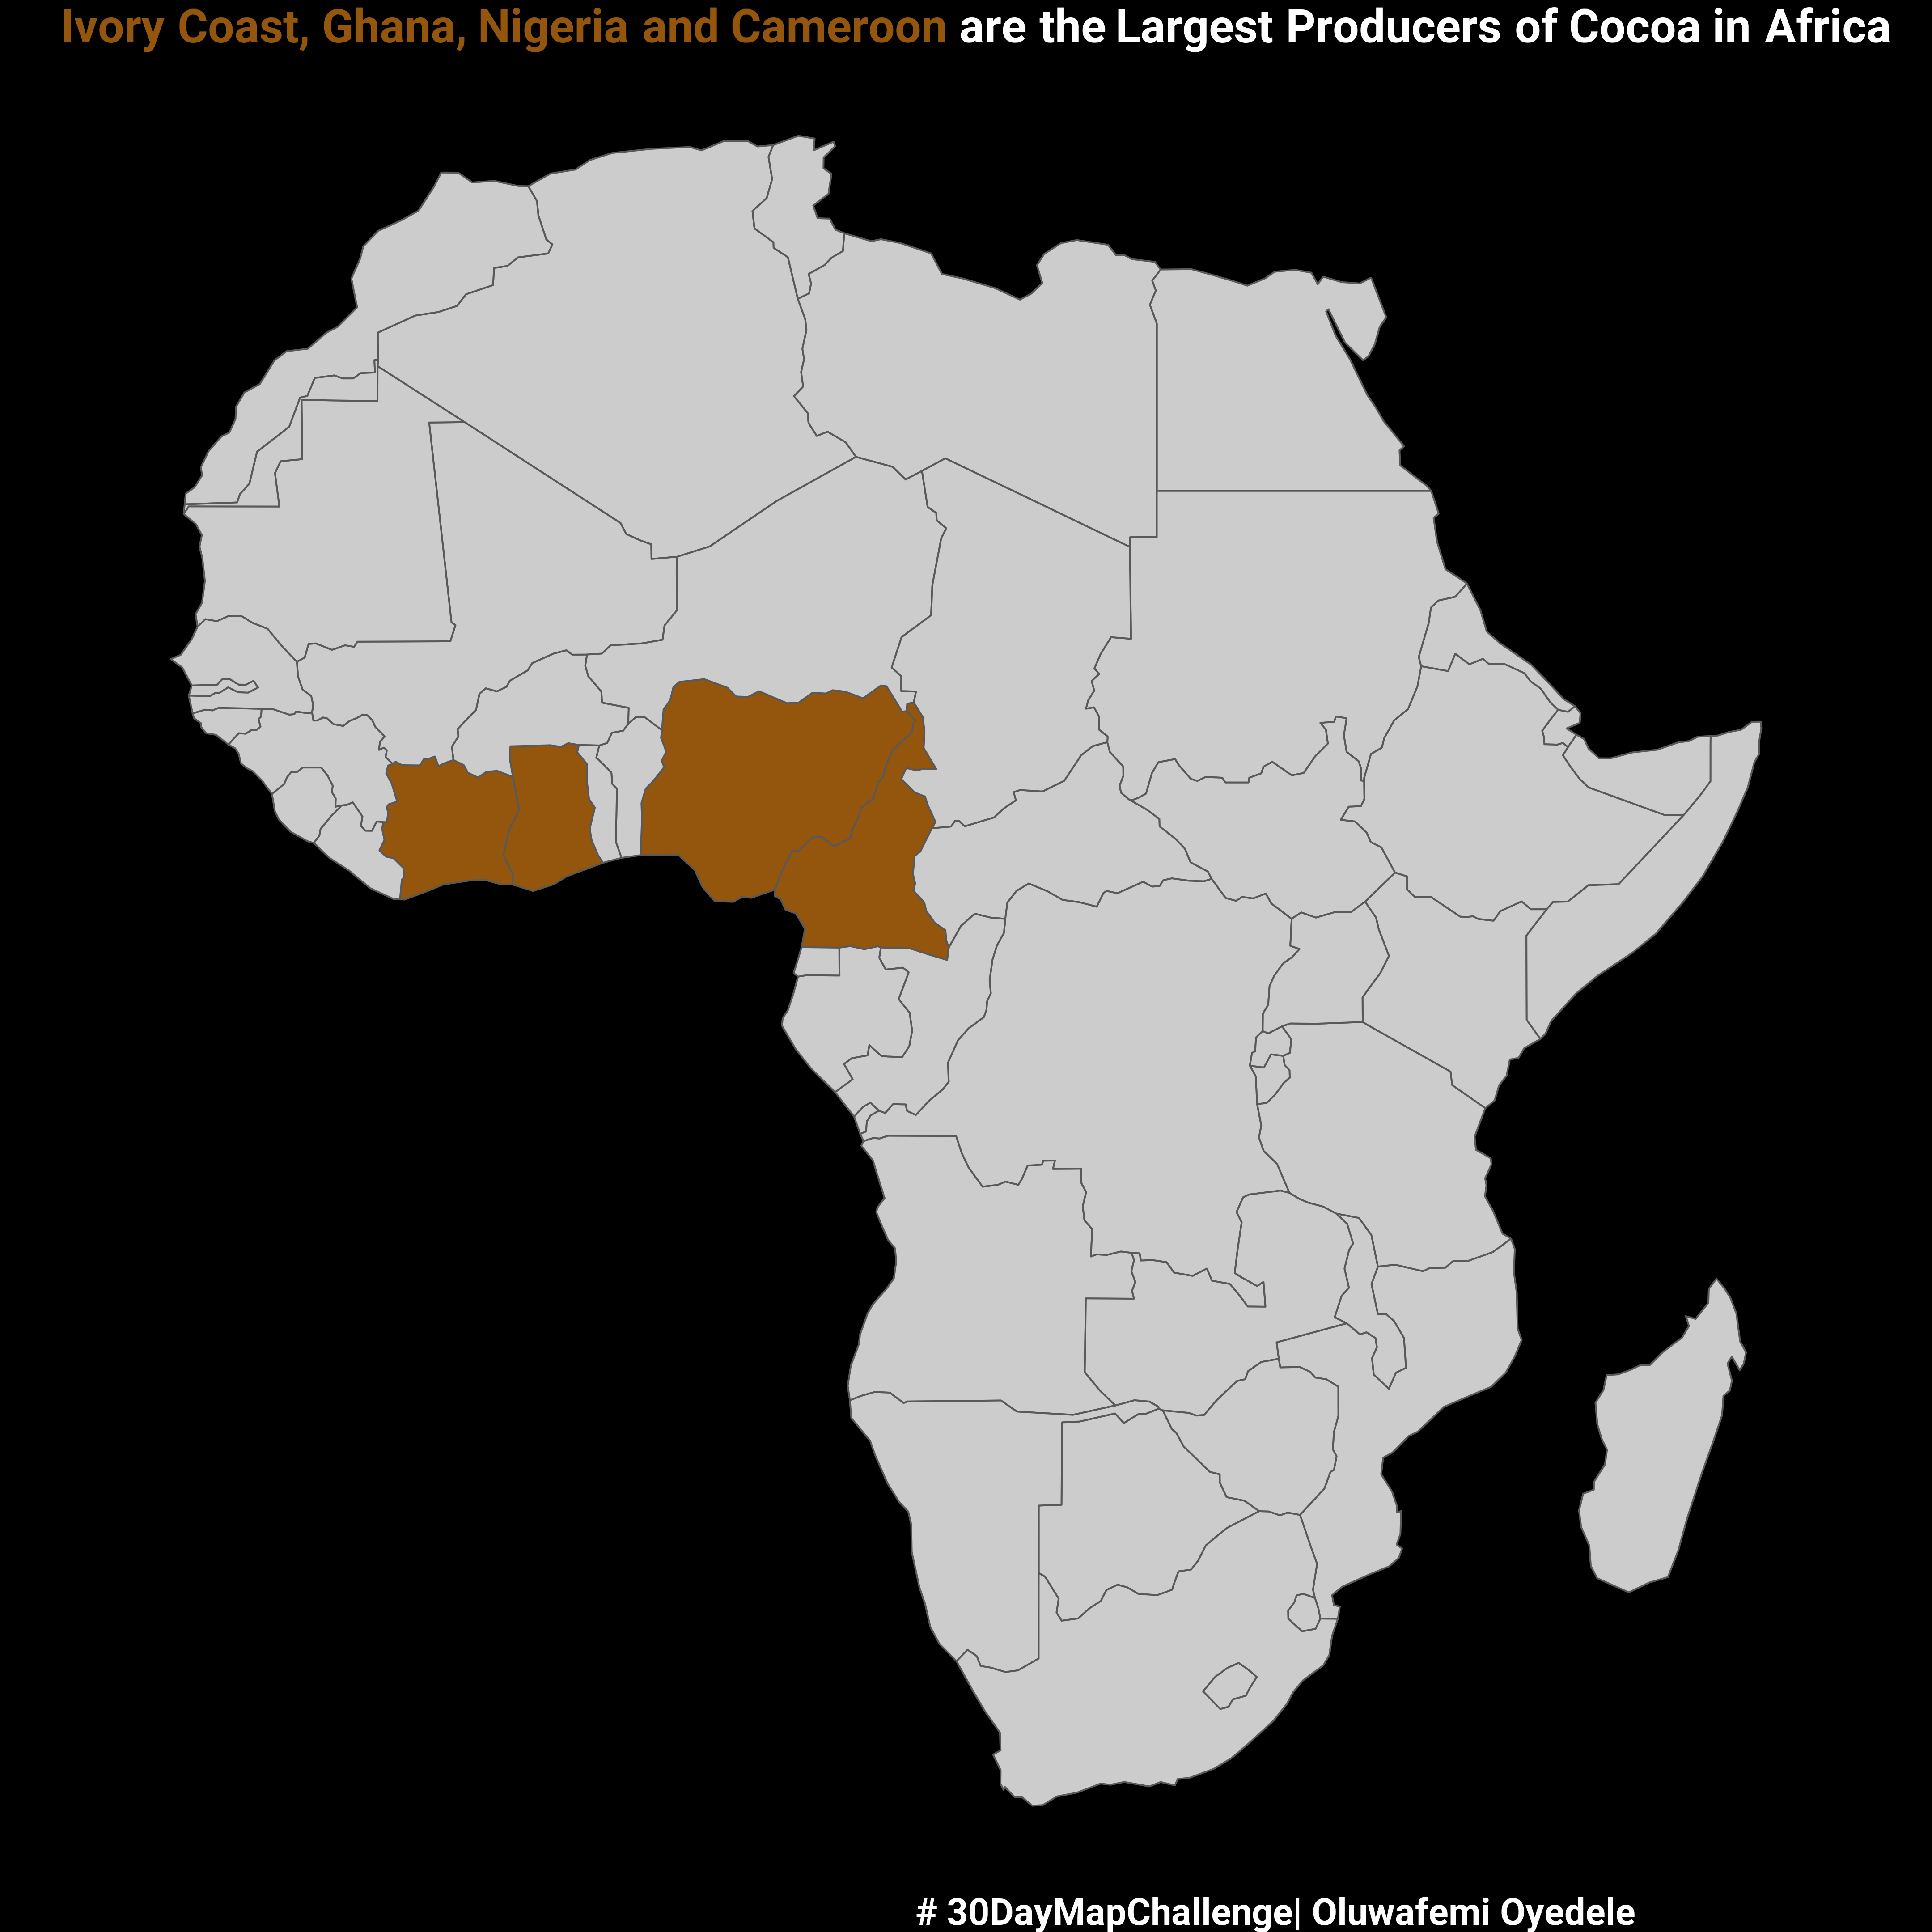 Ivory Coast, Ghana, Nigeria and Cameroon are the Largest Producers of Cocoa in Africa
# 30DayMapChallenge| Oluwafemi Oyedele